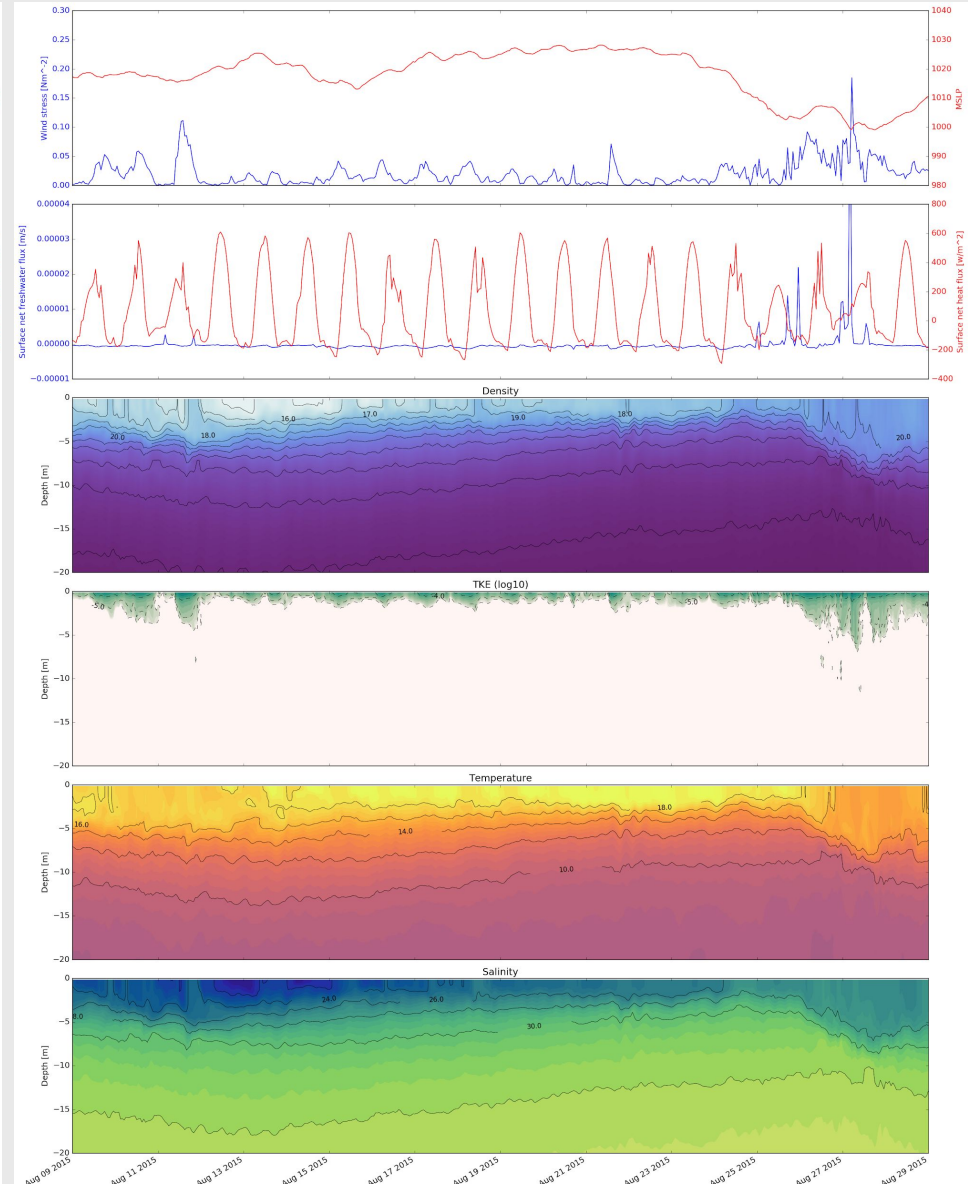 0.30
0.25
0.20
0.15
0.10
0.05
0.00
Wind stress [Nm^-2]
1040
1030
1020
1010
1000
990
980
MSLP
0.00004
0.00003
0.00002
0.00001
0.00000
−0.00001
Surface net freshwater flux [m/s]
800
600
400
200
0
−200
−400
Surface net heat flux [w/m^2]
Density
0
−5
−10
−15
−20
Depth [m]
16.0
17.0
19.0
18.0
20.0
18.0
20.0
TKE (log10)
0
−5
−10
−15
−20
Depth [m]
-5.0
-4.0
-5.0
-4
Temperature
0
−5
−10
−15
−20
Depth [m]
16.0
14.0
18.0
10.0
Salinity
0
−5
−10
−15
−20
Depth [m]
8.0
24.0
26.0
30.0
Aug 09 2015
Aug 11 2015
Aug 13 2015
Aug 15 2015
Aug 17 2015
Aug 19 2015
Aug 21 2015
Aug 23 2015
Aug 25 2015
Aug 27 2015
Aug 29 2015